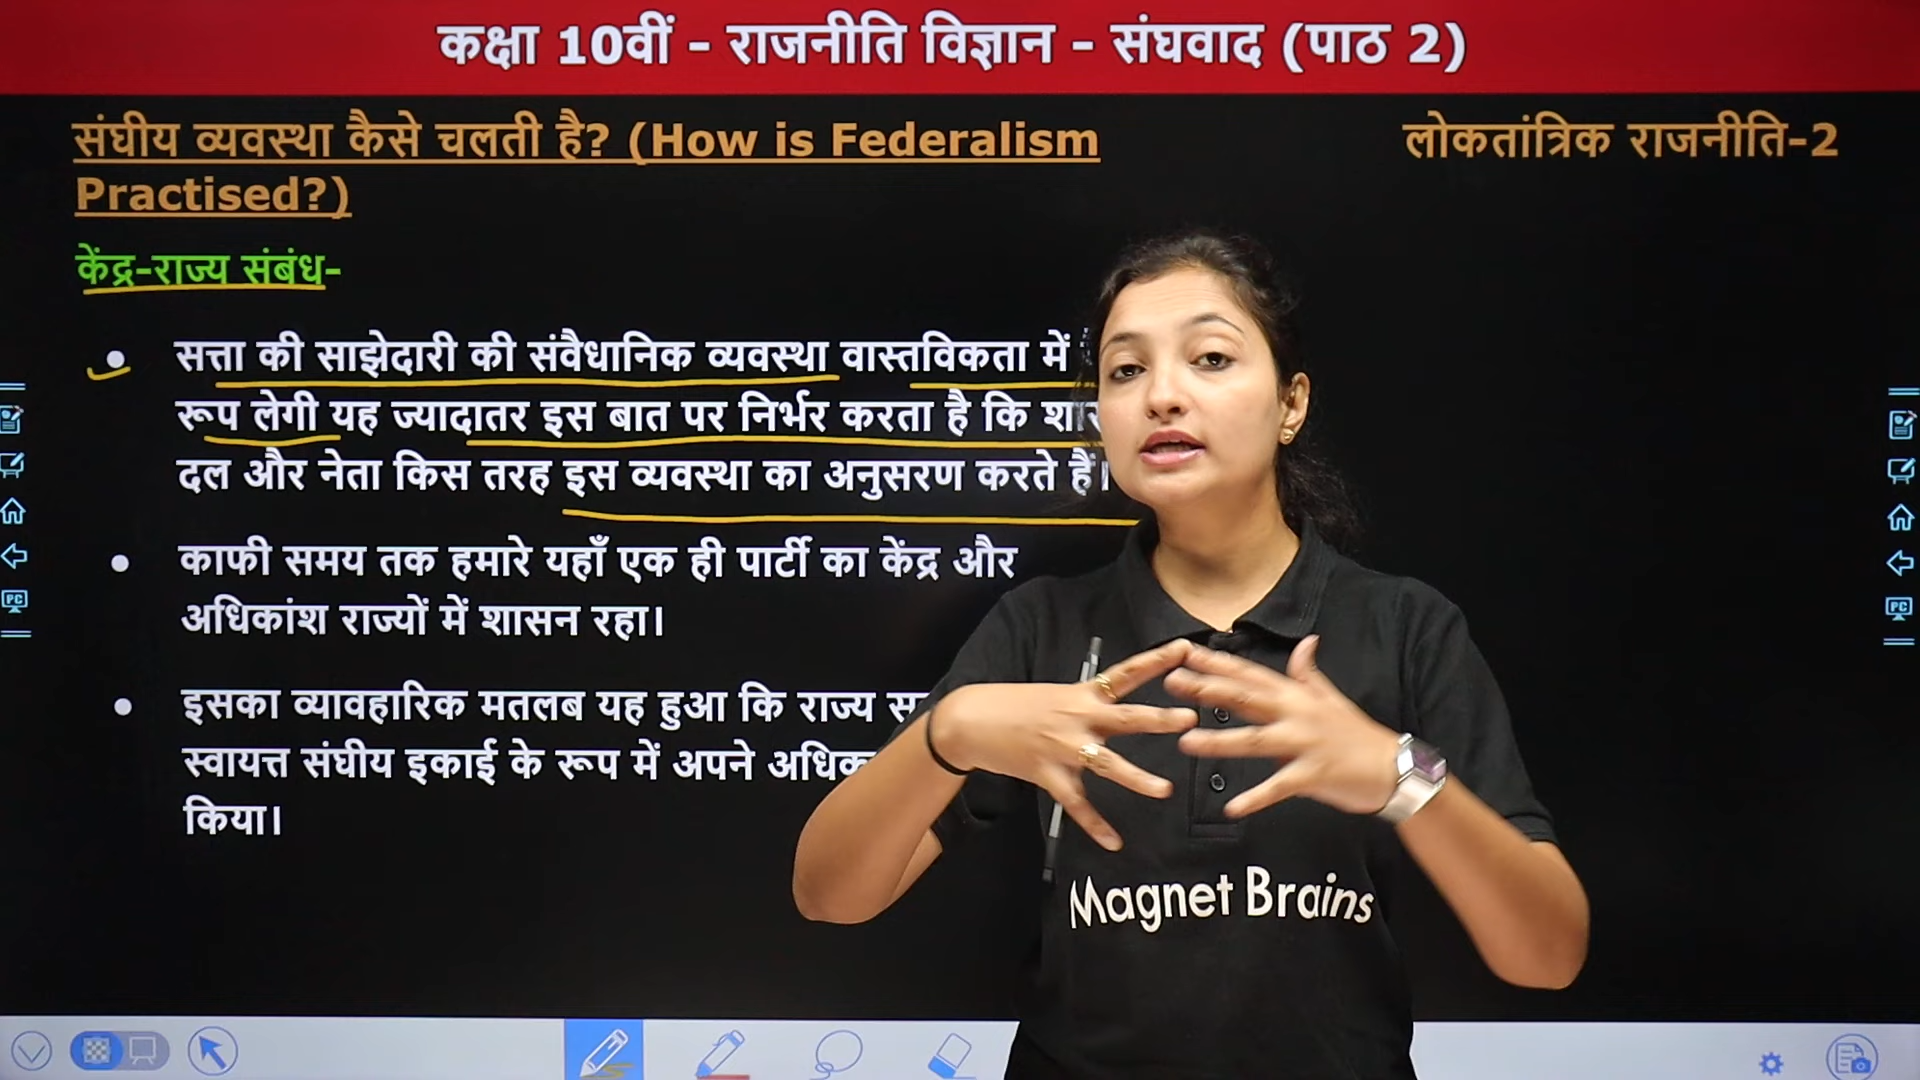 कक्षा 10वीं - राजनीति विज्ञान - संघवाद (पाठ 2)
संघीय व्यवस्था कैसे चलती है? (How is Federalism
Practised?)
लोकतांत्रिक राजनीति-2
केंद्र-राज्य संबंध-
सत्ता की साझेदारी की संवैधानिक व्यवस्था वास्तविकता में
रूप लेगी यह ज्यादातर इस बात पर निर्भर करता है कि
दल और नेता किस तरह इस व्यवस्था का अनुसरण करते हैं।
काफी समय तक हमारे यहाँ एक ही पार्टी का केंद्र और
अधिकांश राज्यों में शासन रहा।
इसका व्यावहारिक मतलब यह हुआ कि राज्य
स्वायत्त संघीय इकाई के रूप में अपने
किया।
Magnet Brains
PC
PC